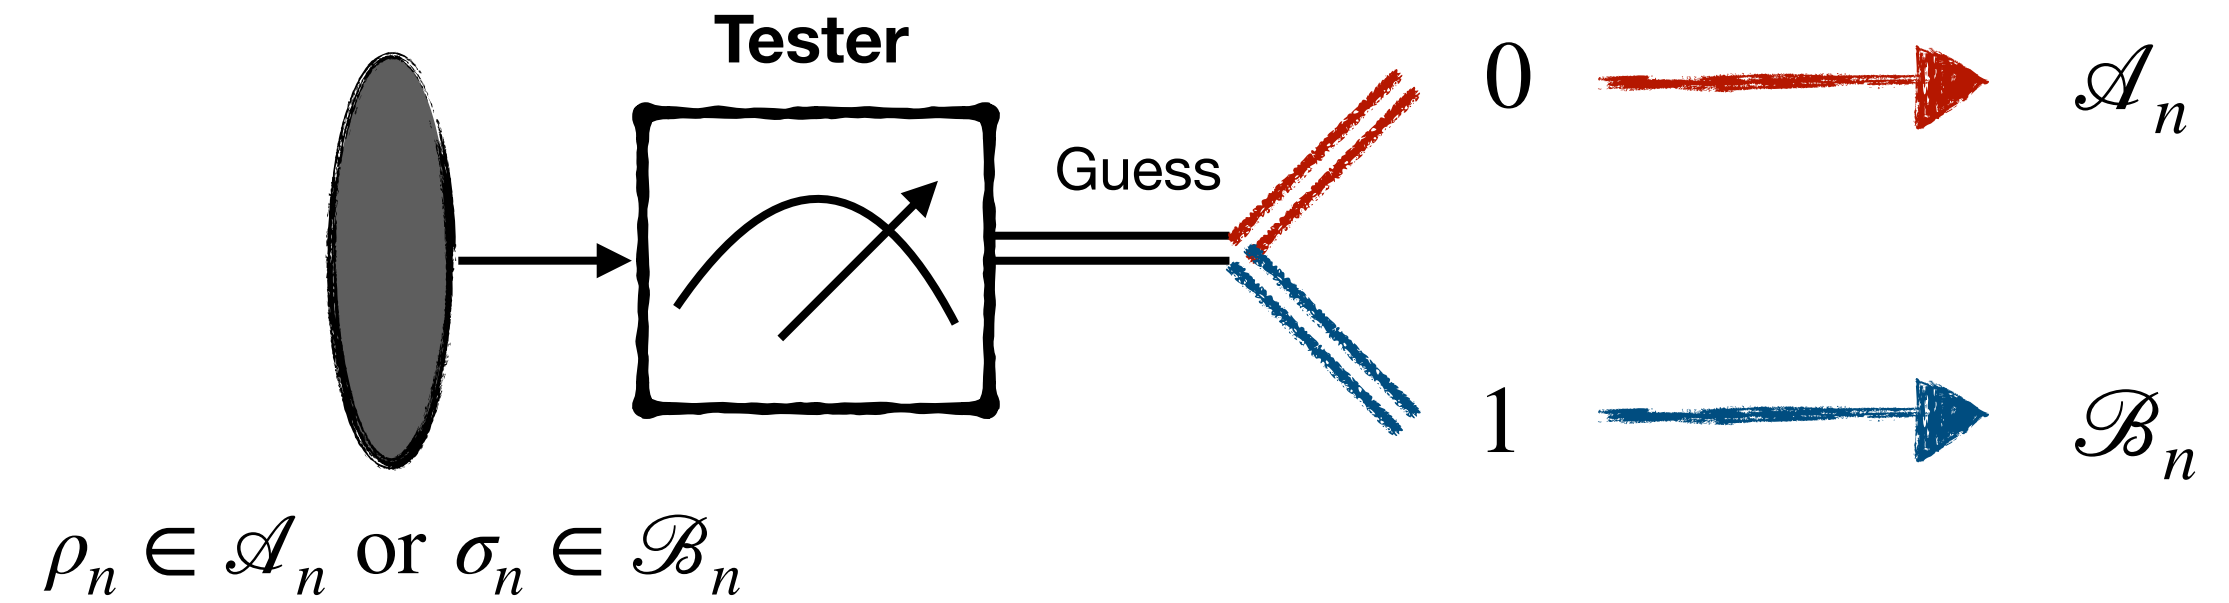 Tester
0
𝒜ₙ
Guess
1
ℬₙ
ρₙ ∈ 𝒜ₙ or σₙ ∈ ℬₙ